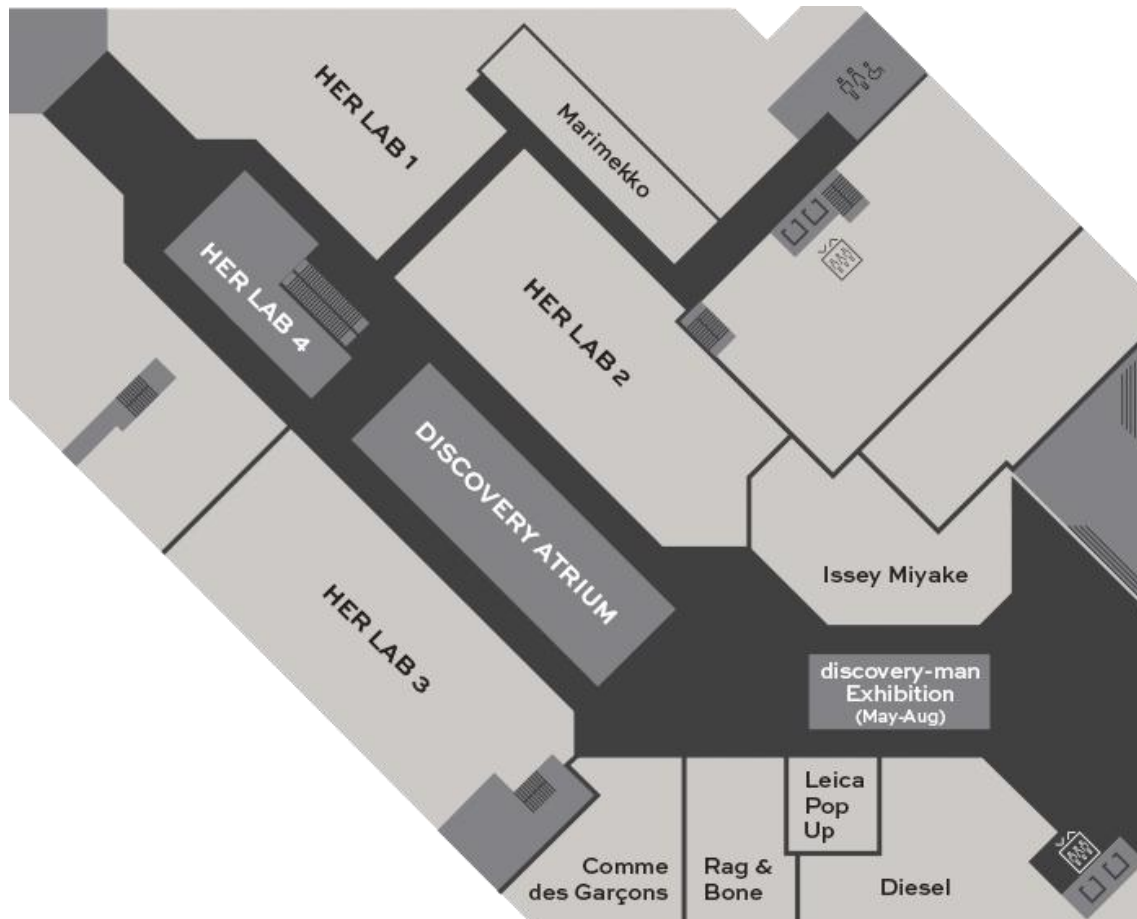 HER LAB 1
Marimekko
HER LAB 4
HER LAB 2
DISCOVERY ATRIUM
HER LAB 3
Issey Miyake
discovery-man
Exhibition
(May-Aug)
Leica
Pop
Up
Comme
des Garçons
Rag &
Bone
Diesel